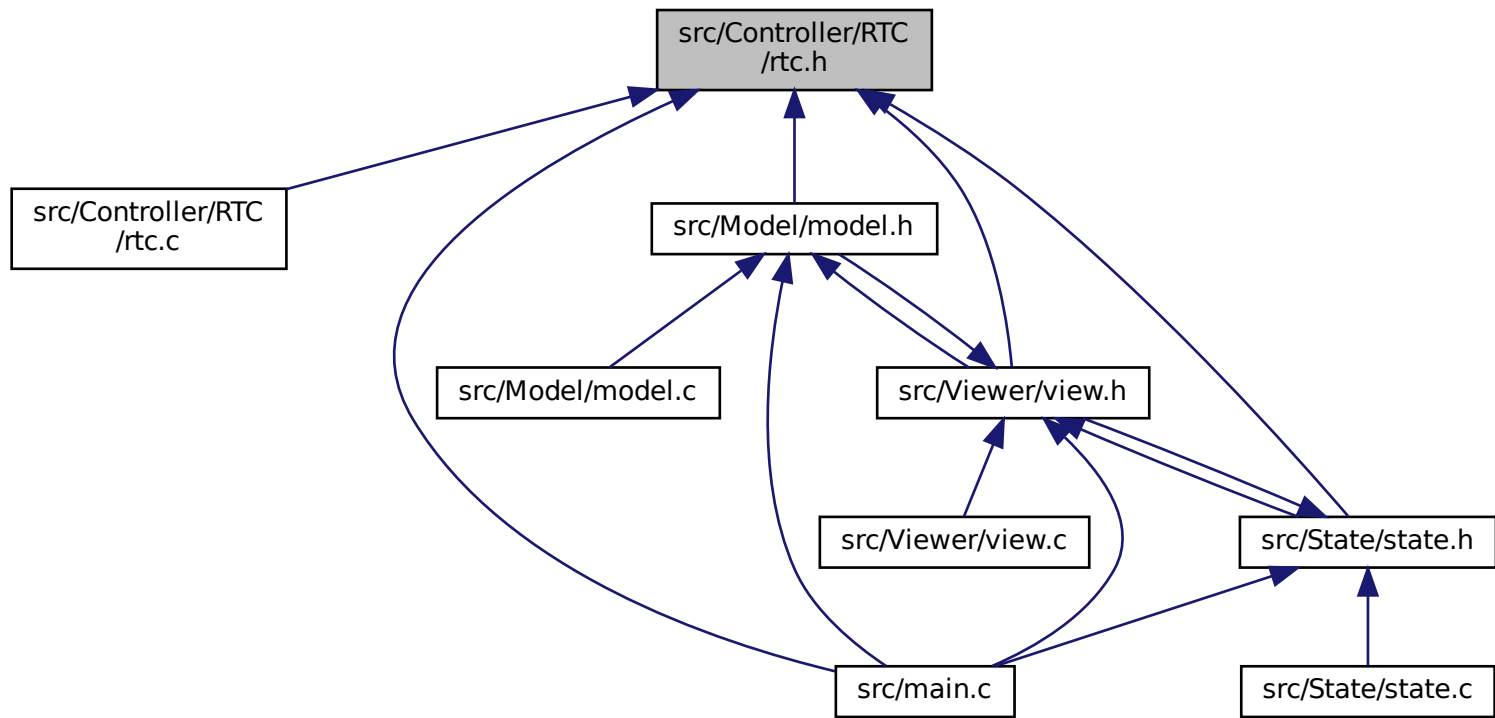 src/Controller/RTC
/rtc.h
src/Controller/RTC
/rtc.c
src/Model/model.h
src/Model/model.c
src/Viewer/view.h
src/Viewer/view.c
src/State/state.h
src/main.c
src/State/state.c